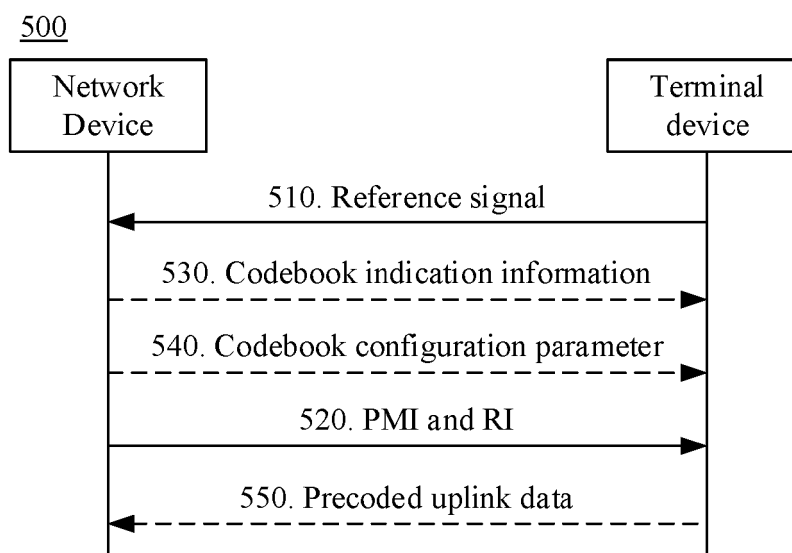 500
Network
Device
Terminal
device
510. Reference signal
530. Codebook indication information
540. Codebook configuration parameter
520. PMI and RI
550. Precoded uplink data